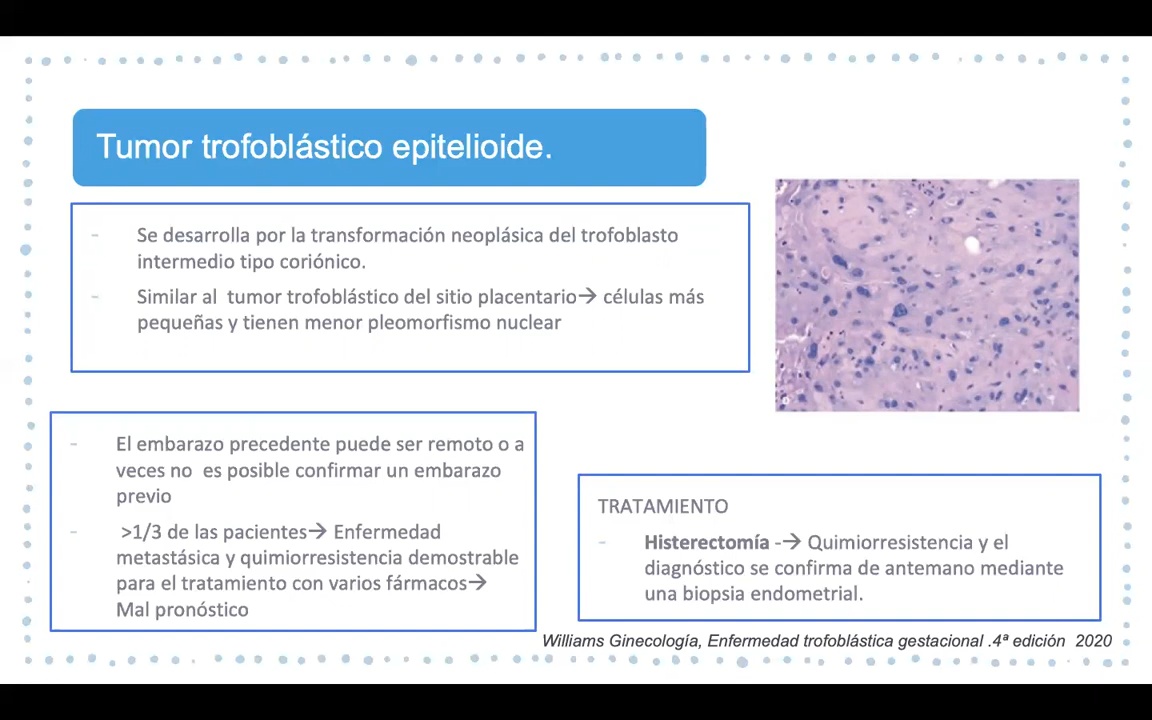 Tumor trofoblástico epitelioide.
- Se desarrolla por la transformación neoplásica del trofoblasto
intermedio tipo coriónico.
- Similar al tumor trofoblástico del sitio placentario→ células más
pequeñas y tienen menor pleomorfismo nuclear
- El embarazo precedente puede ser remoto o a
veces no es posible confirmar un embarazo
previo
- >1/3 de las pacientes→ Enfermedad
metastásica y quimiorresistencia demostrable
para el tratamiento con varios fármacos→
Mal pronóstico
TRATAMIENTO
- Histerectomía -→ Quimiorresistencia y el
diagnóstico se confirma de antemano mediante
una biopsia endometrial.
Williams Ginecología, Enfermedad trofoblástica gestacional .4ª edición 2020